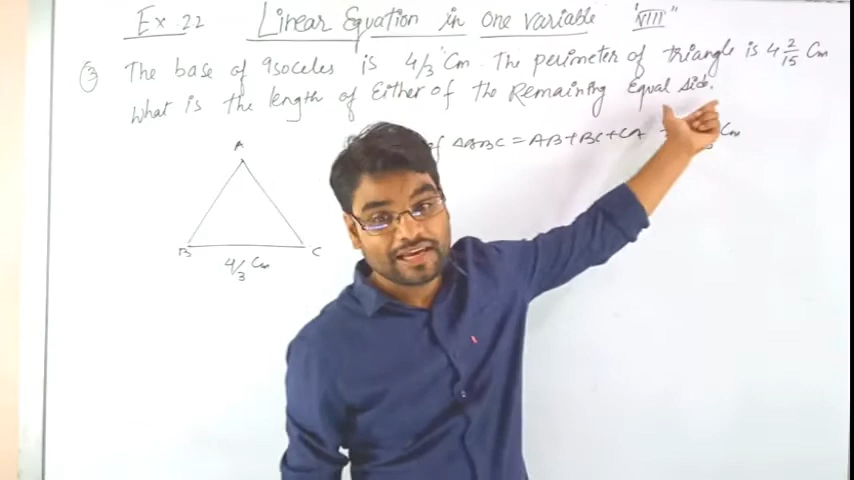 Ex 2.2 Linear Equation in one variable "VIII"
③ The base of isoceles is 4/3 cm. The perimeter of triangle is 4 2/15 cm
What is the length of Either of the Remaining Equal side.
of △ABC = AB+BC+CA = cm
A
B C
4/3 cm